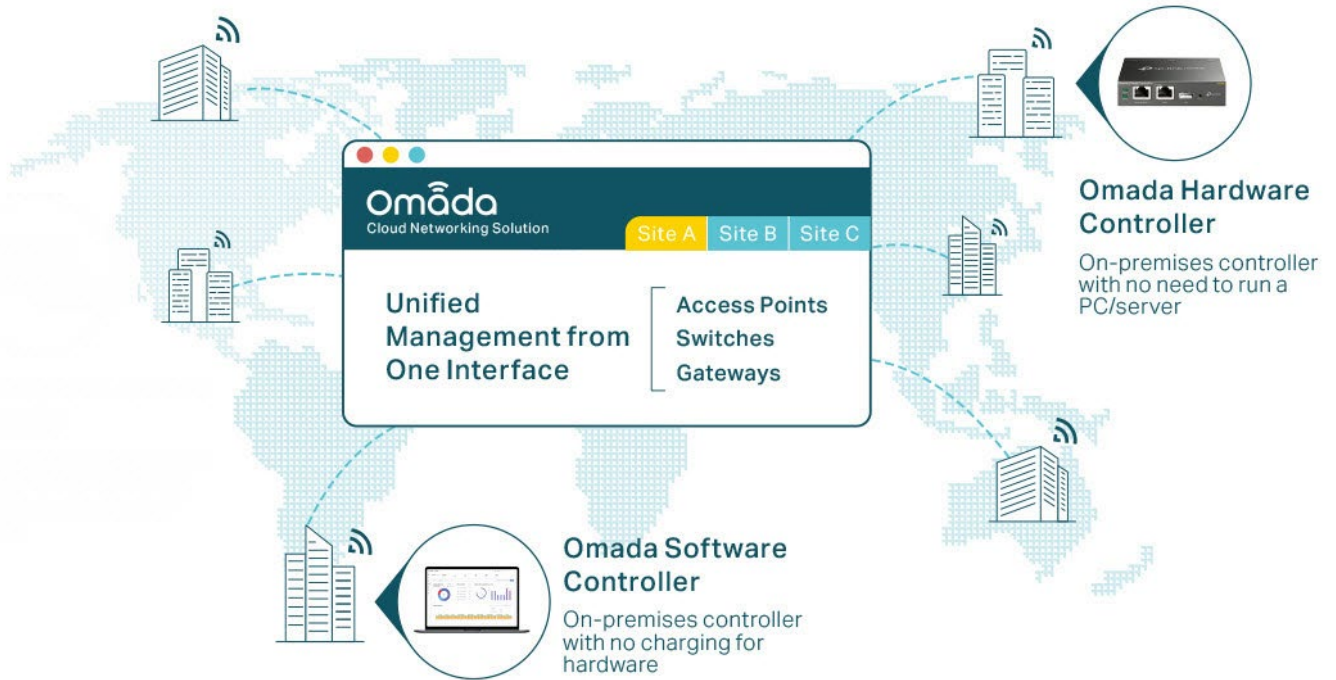 Omada
Cloud Networking Solution
Site A
Site B
Site C
Unified
Management from
One Interface
Access Points
Switches
Gateways
Omada Hardware
Controller
On-premises controller
with no need to run a
PC/server
Omada Software
Controller
On-premises controller
with no charging for
hardware